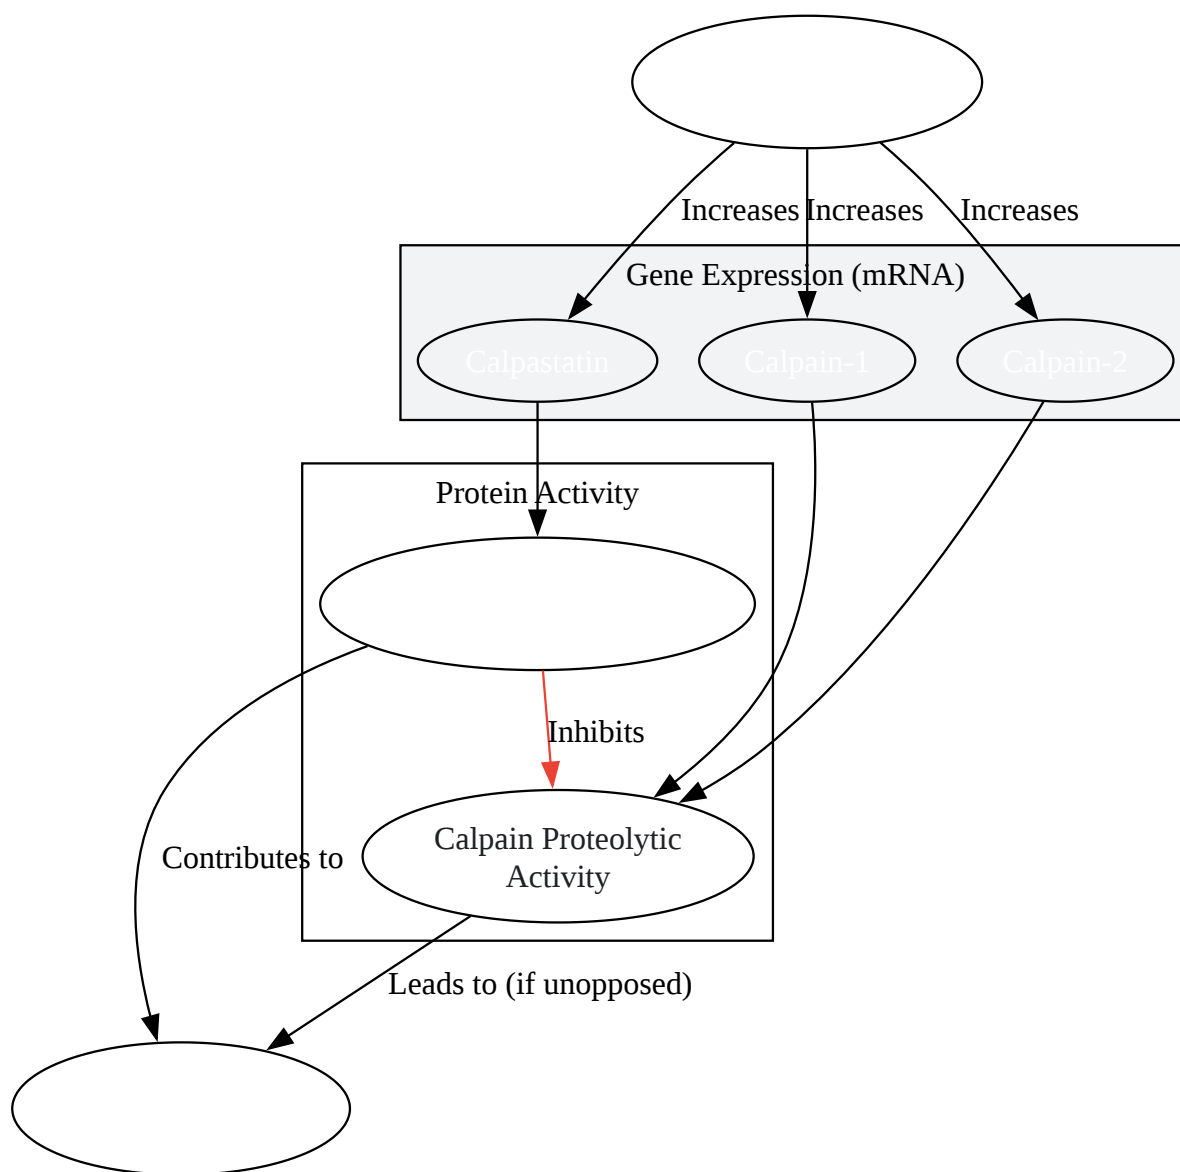 Increases
Increases
Increases
Gene Expression (mRNA)
Calpastatin
Calpain-1
Calpain-2
Protein Activity
Inhibits
Calpain Proteolytic
Activity
Contributes to
Leads to (if unopposed)